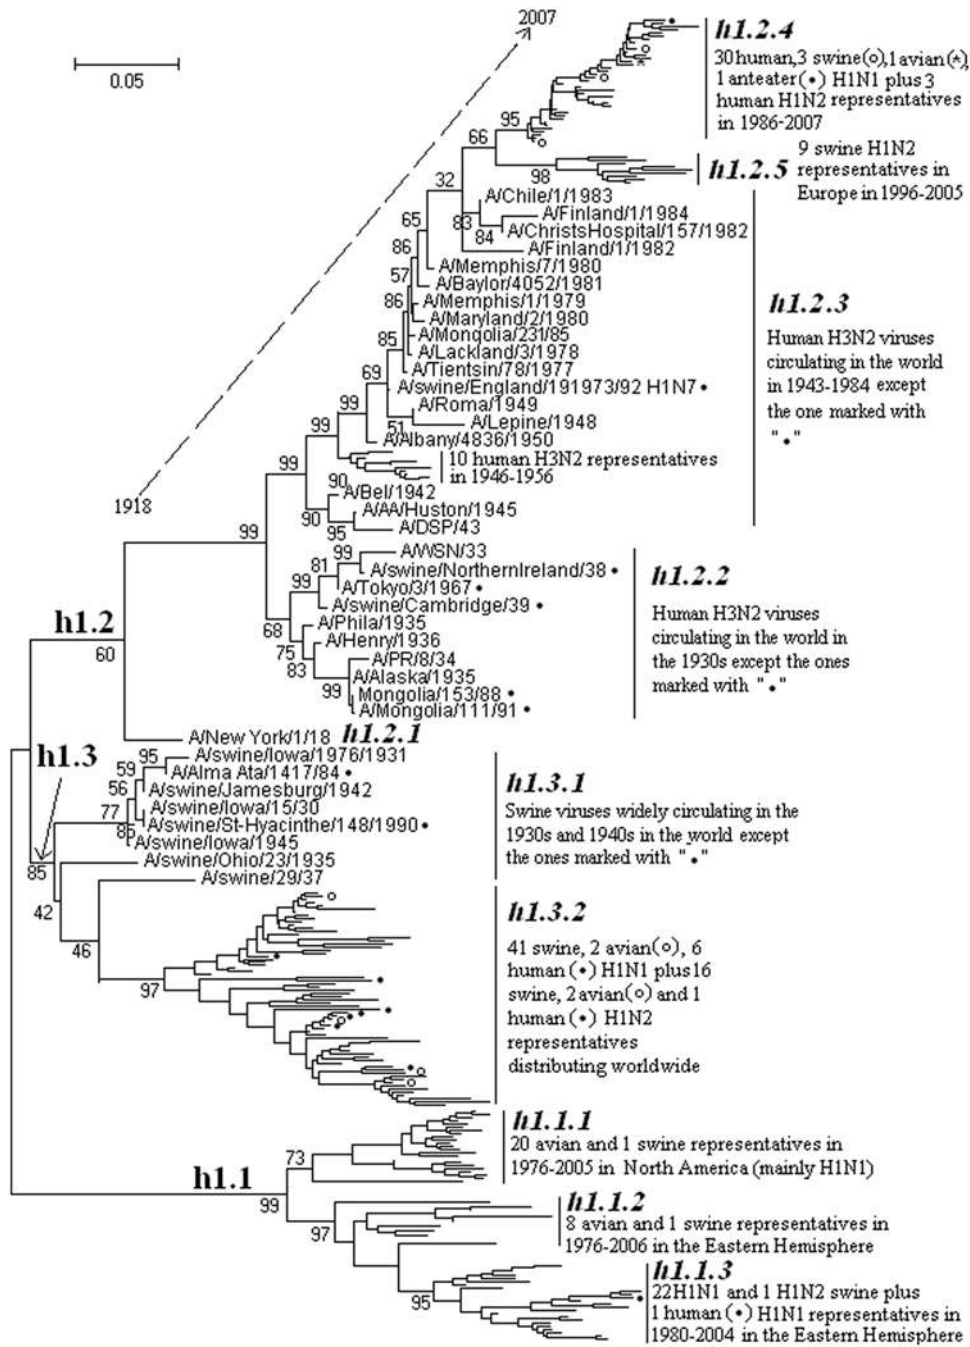 2007
0.05
h1.2.4
30 human, 3 swine(o), 1 avian(*),
1 anteater(•) H1N1 plus 3
human H1N2 representatives
in 1986-2007
95
66
98
h1.2.5
9 swine H1N2
representatives in
Europe in 1996-2005
32
A/Chile/1/1983
83
A/Finland/1/1984
84
A/ChristsHospital/157/1982
A/Finland/1/1982
65
86
A/Memphis/7/1980
57
A/Baylor/4052/1981
86
A/Memphis/1/1979
A/Maryland/2/1980
A/Mongolia/231/85
85
A/Lackland/3/1978
A/Tientsin/78/1977
69
A/swine/England/191973/92 H1N7 •
99
A/Roma/1949
51
A/Lepine/1948
99
A/Albany/4836/1950
10 human H3N2 representatives
in 1946-1956
99
90
A/Bel/1942
90
A/AA/Huston/1945
95
A/DSP/43
h1.2.3
Human H3N2 viruses
circulating in the world
in 1943-1984 except
the one marked with
"•"
1918
99
99
A/WSN/33
81
A/swine/NorthernIreland/38 •
99
A/Tokyo/3/1967 •
A/swine/Cambridge/39 •
68
A/Phila/1935
75
A/Henry/1936
83
A/PR/8/34
A/Alaska/1935
99
Mongolia/153/88 •
A/Mongolia/111/91 •
h1.2.2
Human H3N2 viruses
circulating in the world in
the 1930s except the ones
marked with "•"
h1.2
60
A/New York/1/18
h1.2.1
h1.3
95
A/swine/Iowa/1976/1931
59
A/Alma Ata/1417/84 •
56
A/swine/Jamesburg/1942
77
A/swine/Iowa/15/30
85
A/swine/St-Hyacinthe/148/1990 •
A/swine/Iowa/1945
85
A/swine/Ohio/23/1935
h1.3.1
Swine viruses widely circulating in the
1930s and 1940s in the world except
the ones marked with "•"
42
A/swine/29/37
46
97
h1.3.2
41 swine, 2 avian(o), 6
human (•) H1N1 plus 16
swine, 2 avian(o) and 1
human (•) H1N2
representatives
distributing worldwide
h1.1
99
73
h1.1.1
20 avian and 1 swine representatives in
1976-2005 in North America (mainly H1N1)
97
h1.1.2
8 avian and 1 swine representatives in
1976-2006 in the Eastern Hemisphere
95
h1.1.3
22H1N1 and 1 H1N2 swine plus
1 human (•) H1N1 representatives in
1980-2004 in the Eastern Hemisphere